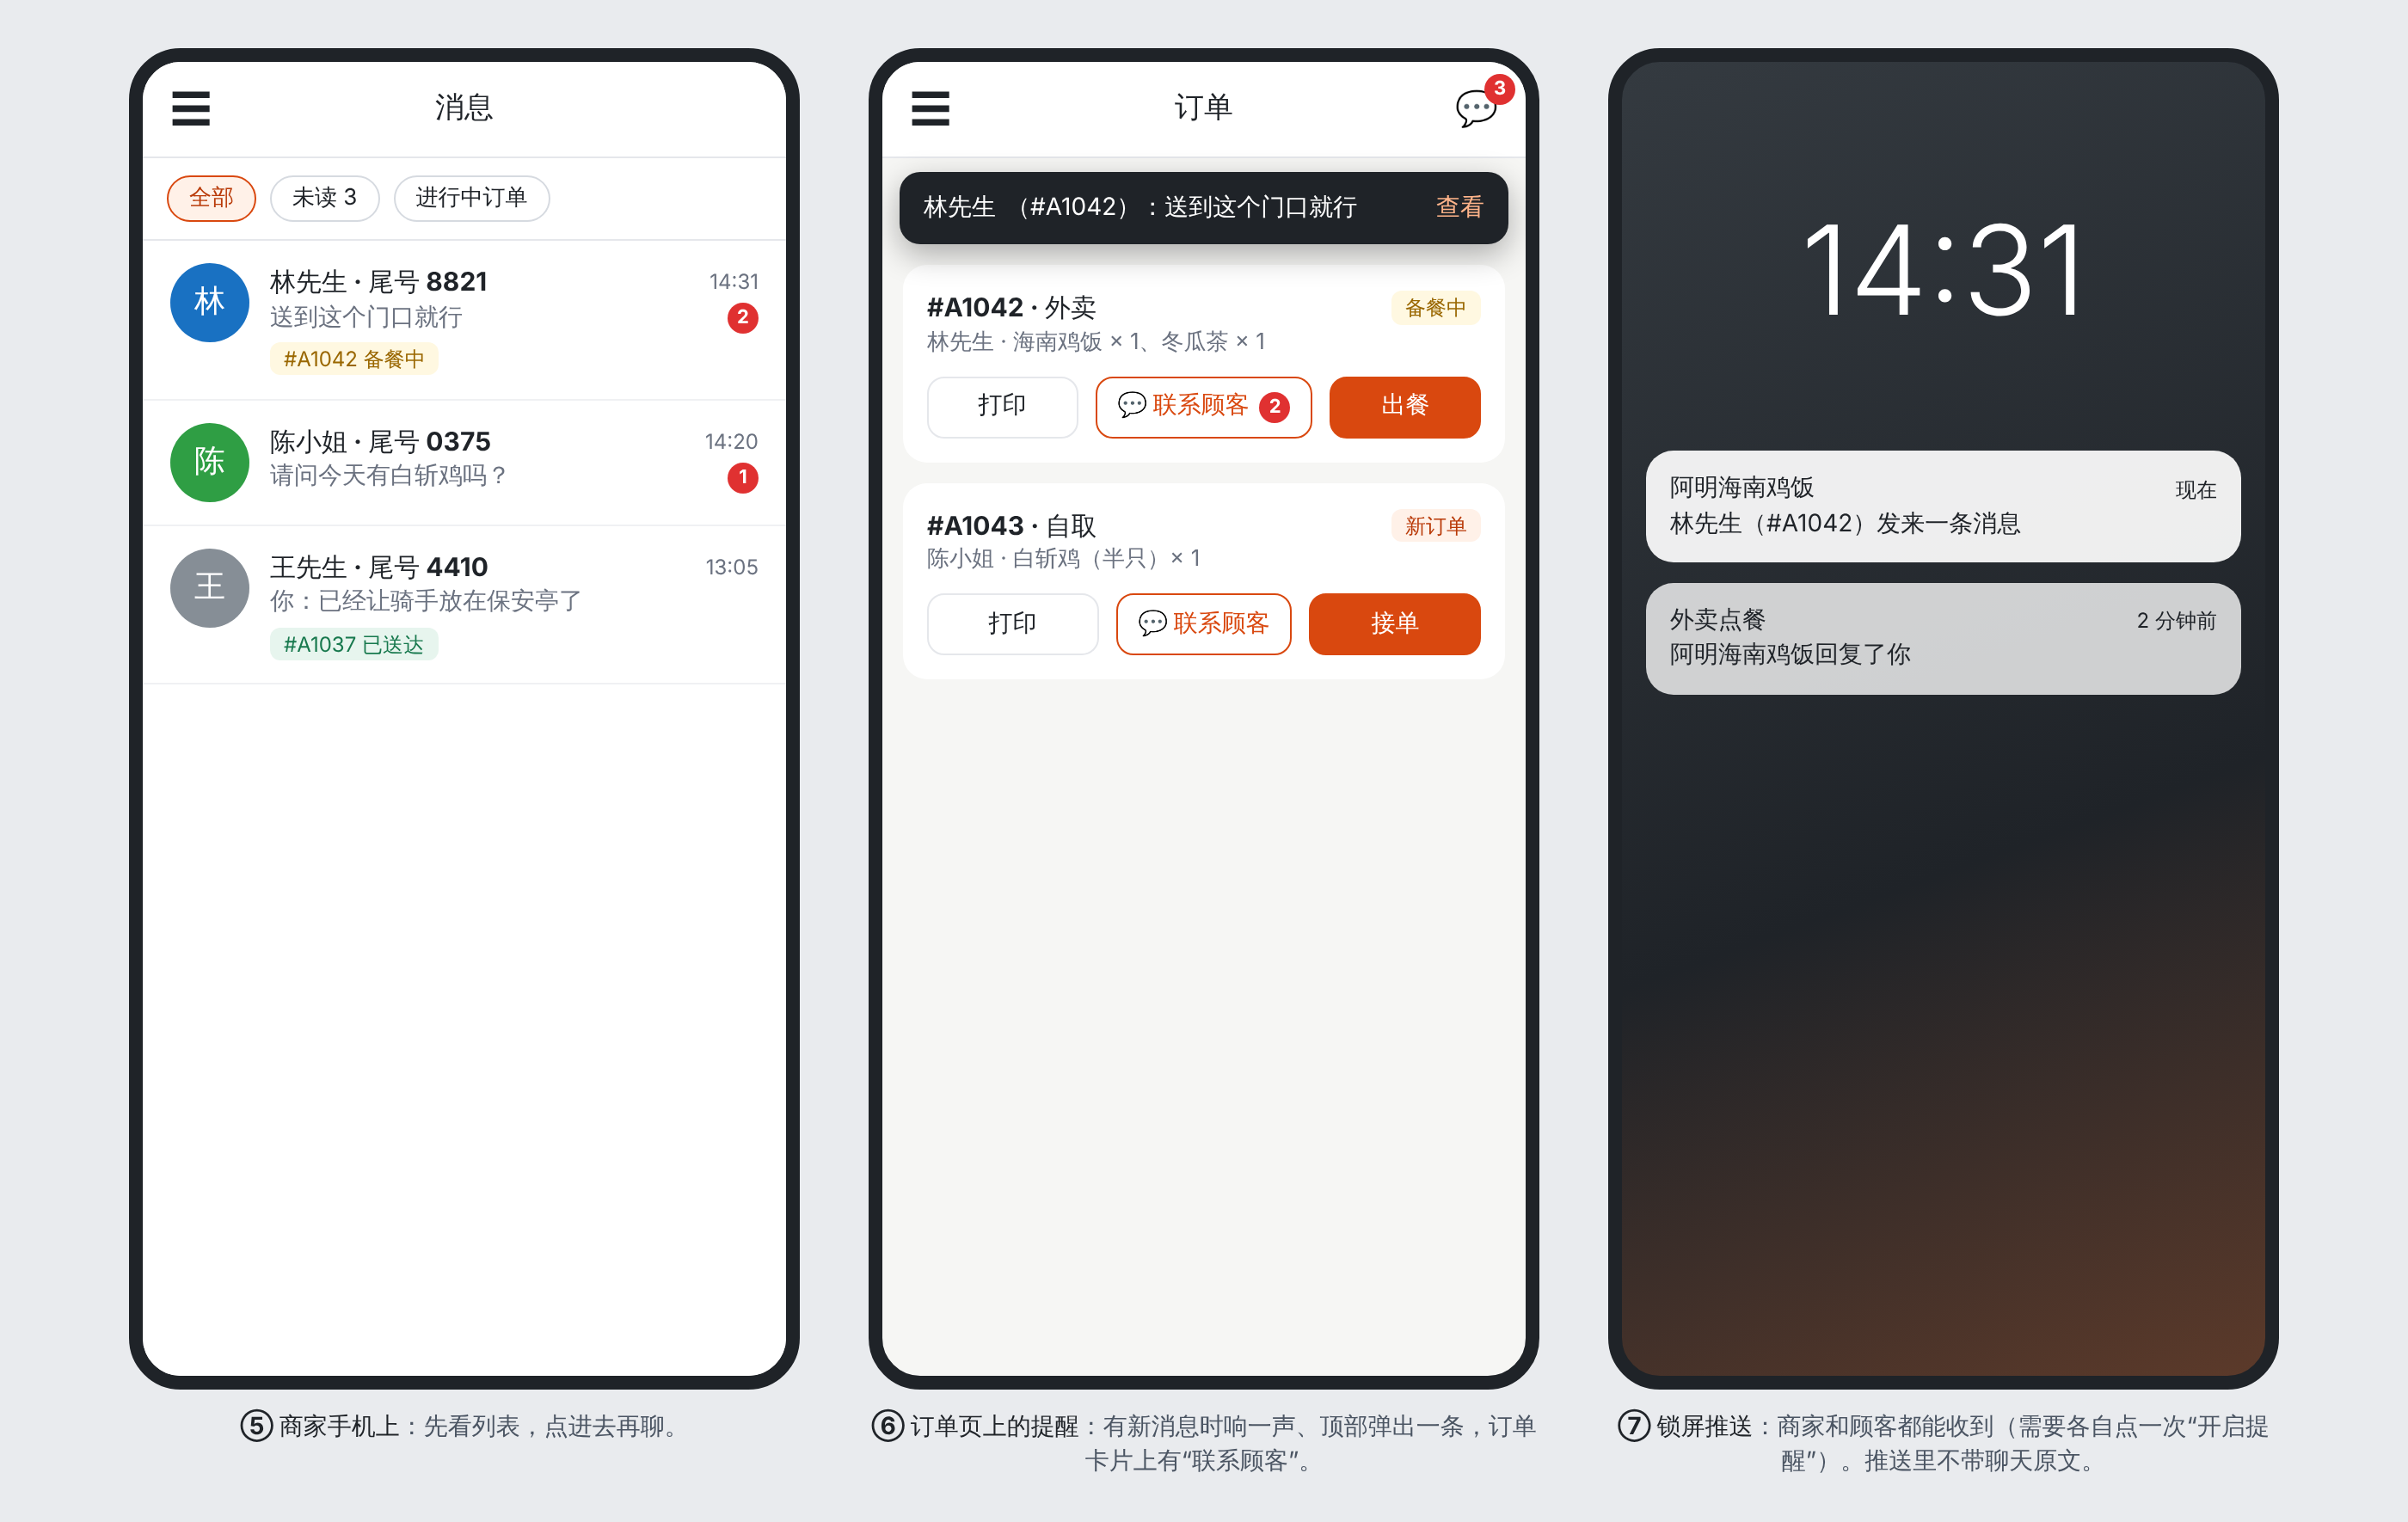 消息
全部 未读 3 进行中订单
林
林先生 · 尾号 8821 14:31
送到这个门口就行 2
#A1042 备餐中
陈
陈小姐 · 尾号 0375 14:20
请问今天有白斩鸡吗？ 1
王
王先生 · 尾号 4410 13:05
你：已经让骑手放在保安亭了
#A1037 已送达
⑤ 商家手机上：先看列表，点进去再聊。
订单 3
林先生 （#A1042）：送到这个门口就行 查看
#A1042 · 外卖 备餐中
林先生 · 海南鸡饭 × 1、冬瓜茶 × 1
打印 💬 联系顾客 2 出餐
#A1043 · 自取 新订单
陈小姐 · 白斩鸡（半只）× 1
打印 💬 联系顾客 接单
⑥ 订单页上的提醒：有新消息时响一声、顶部弹出一条，订单
卡片上有“联系顾客”。
14:31
阿明海南鸡饭 现在
林先生（#A1042）发来一条消息
外卖点餐 2 分钟前
阿明海南鸡饭回复了你
⑦ 锁屏推送：商家和顾客都能收到（需要各自点一次“开启提
醒”）。推送里不带聊天原文。